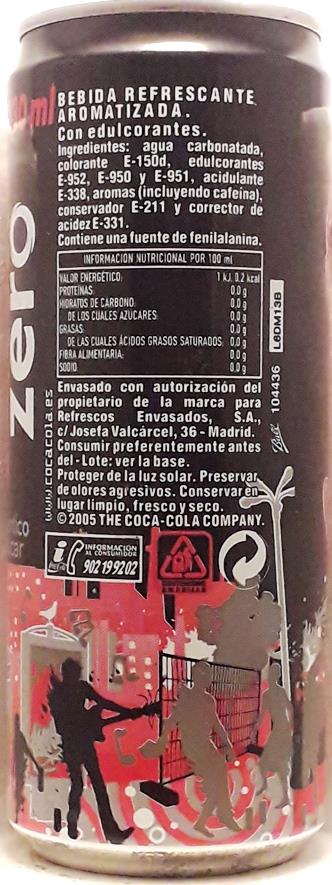 ml
BEBIDA REFRESCANTE
AROMATIZADA.
Con edulcorantes.
Ingredientes: agua carbonatada,
colorante E-150d, edulcorantes
E-952, E-950 y E-951, acidulante
E-338, aromas (incluyendo cafeína),
conservador E-211 y corrector de
acidez E-331.
Contiene una fuente de fenilalanina.
INFORMACIÓN NUTRICIONAL POR 100 ml
VALOR ENERGÉTICO: 1 kJ, 0.2 kcal
PROTEÍNAS: 0.0 g
HIDRATOS DE CARBONO: 0.0 g
DE LOS CUALES AZÚCARES: 0.0 g
GRASAS: 0.0 g
DE LAS CUALES ÁCIDOS GRASOS SATURADOS: 0.0 g
FIBRA ALIMENTARIA: 0.0 g
SODIO 0.0 g
Envasado con autorización del
propietario de la marca para
Refrescos Envasados, S.A.,
c/ Josefa Valcárcel, 36 - Madrid.
Consumir preferentemente antes
del - Lote: ver la base.
Proteger de la luz solar. Preservar
de olores agresivos. Conservar en
lugar limpio, fresco y seco.
© 2005 THE COCA-COLA COMPANY.
INFORMACION
AL CONSUMIDOR
902 19 92 02
AMARILLO
zero
www.cocacola.es
Ball 104436 L6DM13B